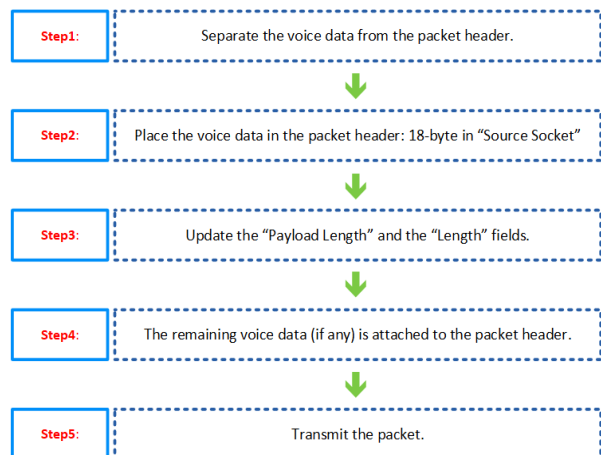 Step1: Separate the voice data from the packet header.
Step2: Place the voice data in the packet header: 18-byte in “Source Socket”
Step3: Update the “Payload Length” and the “Length” fields.
Step4: The remaining voice data (if any) is attached to the packet header.
Step5: Transmit the packet.